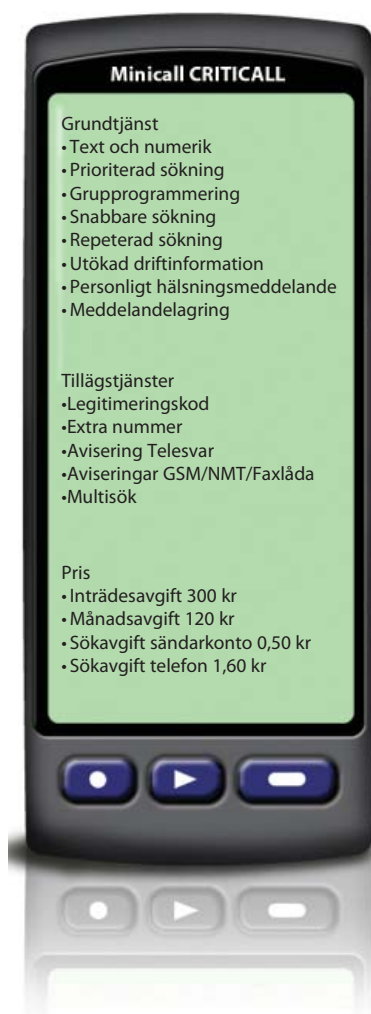 Minicall CRITICALL
Grundtjänst
• Text och numerik
• Prioriterad sökning
• Grupprogrammering
• Snabbare sökning
• Repeterad sökning
• Utökad driftinformation
• Personligt hälsningsmeddelande
• Meddelandelagring
Tillägstjänster
•Legitimeringskod
•Extra nummer
•Avisering Telesvar
•Aviseringar GSM/NMT/Faxlåda
•Multisök
Pris
• Inträdesavgift 300 kr
• Månadsavgift 120 kr
• Sökavgift sändarkonto 0,50 kr
• Sökavgift telefon 1,60 kr